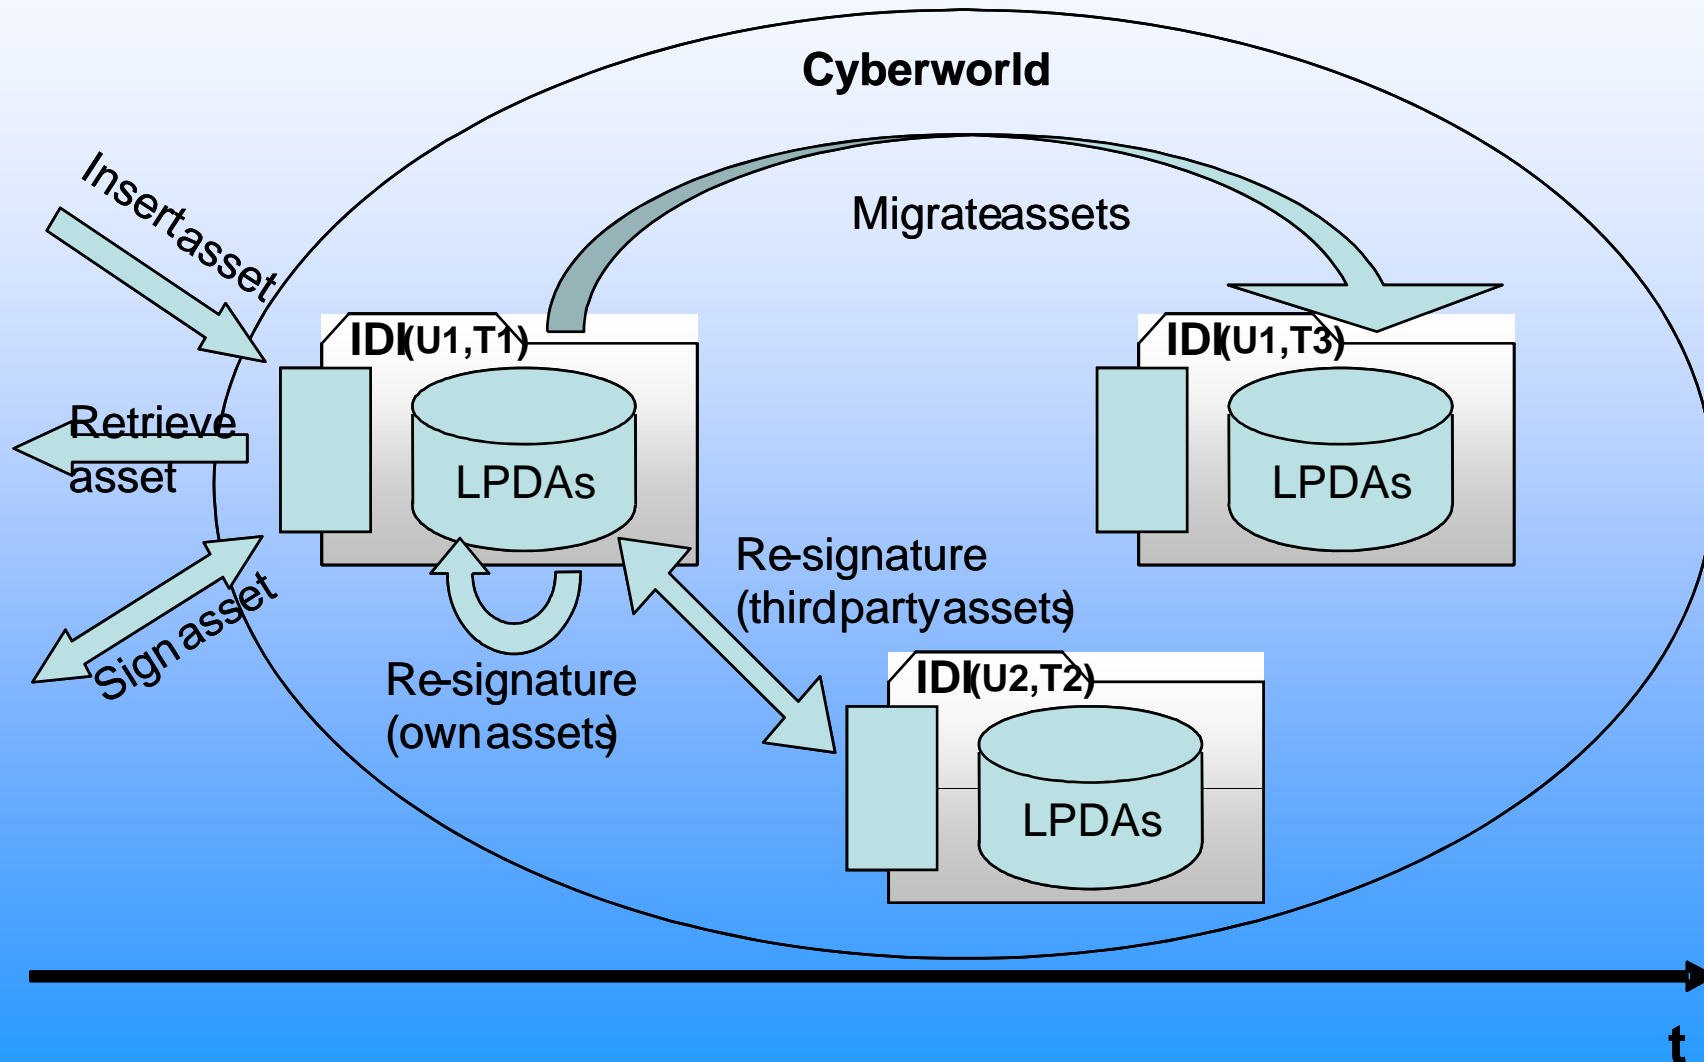 Cyberworld
Insert asset
Migrate assets
IDI(U1,T1)
IDI(U1,T3)
Retrieve
asset
LPDAs
LPDAs
Sign asset
Re-signature
(third party assets)
Re-signature
(own assets)
IDI(U2,T2)
LPDAs
t